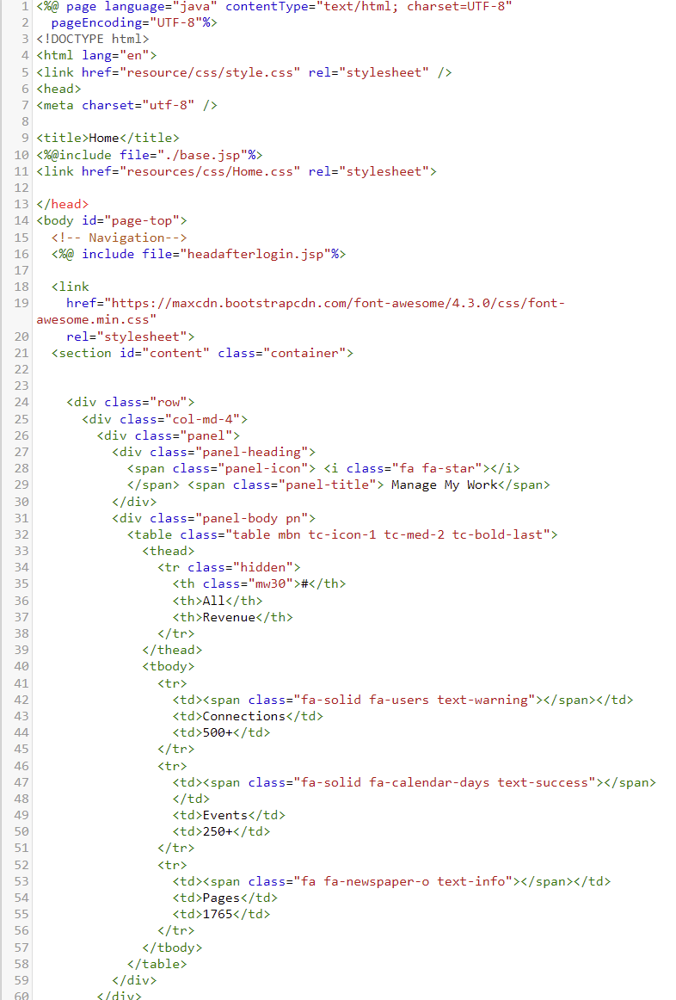 1 <%@ page language="java" contentType="text/html; charset=UTF-8"
2 pageEncoding="UTF-8"%>
3 <!DOCTYPE html>
4 <html lang="en">
5 <link href="resource/css/style.css" rel="stylesheet" />
6 <head>
7 <meta charset="utf-8" />
8
9 <title>Home</title>
10 <%@include file="./base.jsp"%>
11 <link href="resources/css/Home.css" rel="stylesheet">
12
13 </head>
14 <body id="page-top">
15 <!-- Navigation-->
16 <%@ include file="headafterlogin.jsp"%>
17
18 <link
19 href="https://maxcdn.bootstrapcdn.com/font-awesome/4.3.0/css/font-
awesome.min.css"
20 rel="stylesheet">
21 <section id="content" class="container">
22
23
24 <div class="row">
25 <div class="col-md-4">
26 <div class="panel">
27 <div class="panel-heading">
28 <span class="panel-icon"> <i class="fa fa-star"></i>
29 </span> <span class="panel-title"> Manage My Work</span>
30 </div>
31 <div class="panel-body pn">
32 <table class="table mbn tc-icon-1 tc-med-2 tc-bold-last">
33 <thead>
34 <tr class="hidden">
35 <th class="mw30">#</th>
36 <th>All</th>
37 <th>Revenue</th>
38 </tr>
39 </thead>
40 <tbody>
41 <tr>
42 <td><span class="fa-solid fa-users text-warning"></span></td>
43 <td>Connections</td>
44 <td>500+</td>
45 </tr>
46 <tr>
47 <td><span class="fa-solid fa-calendar-days text-success"></span>
48 </td>
49 <td>Events</td>
50 <td>250+</td>
51 </tr>
52 <tr>
53 <td><span class="fa fa-newspaper-o text-info"></span></td>
54 <td>Pages</td>
55 <td>1765</td>
56 </tr>
57 </tbody>
58 </table>
59 </div>
60 </div>